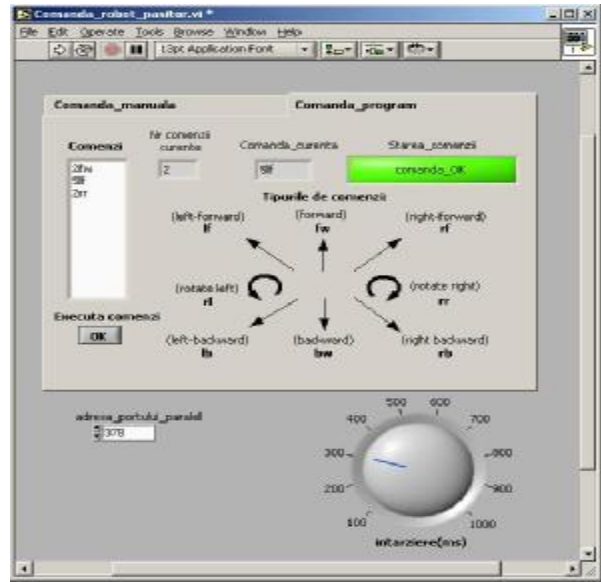 Comanda_robot_pasitor.vi *
File Edit Operate Tools Browse Window Help
13pt Application Font
Comanda_manuala
Comanda_program
Comenzi
Nr comenzii curente
Comanda_curenta
Starea_comenzii
2fw
5lf
2rr
2
5lf
comanda_OK
Tipurile de comenzi:
(left-forward)
lf
(forward)
fw
(right-forward)
rf
(rotate left)
rl
(rotate right)
rr
Executa comenzi
OK
(left-backward)
lb
(backward)
bw
(right backward)
rb
adresa_portului_paralel
378
100
200
300
400
500
600
700
800
900
1000
intarziere(ms)